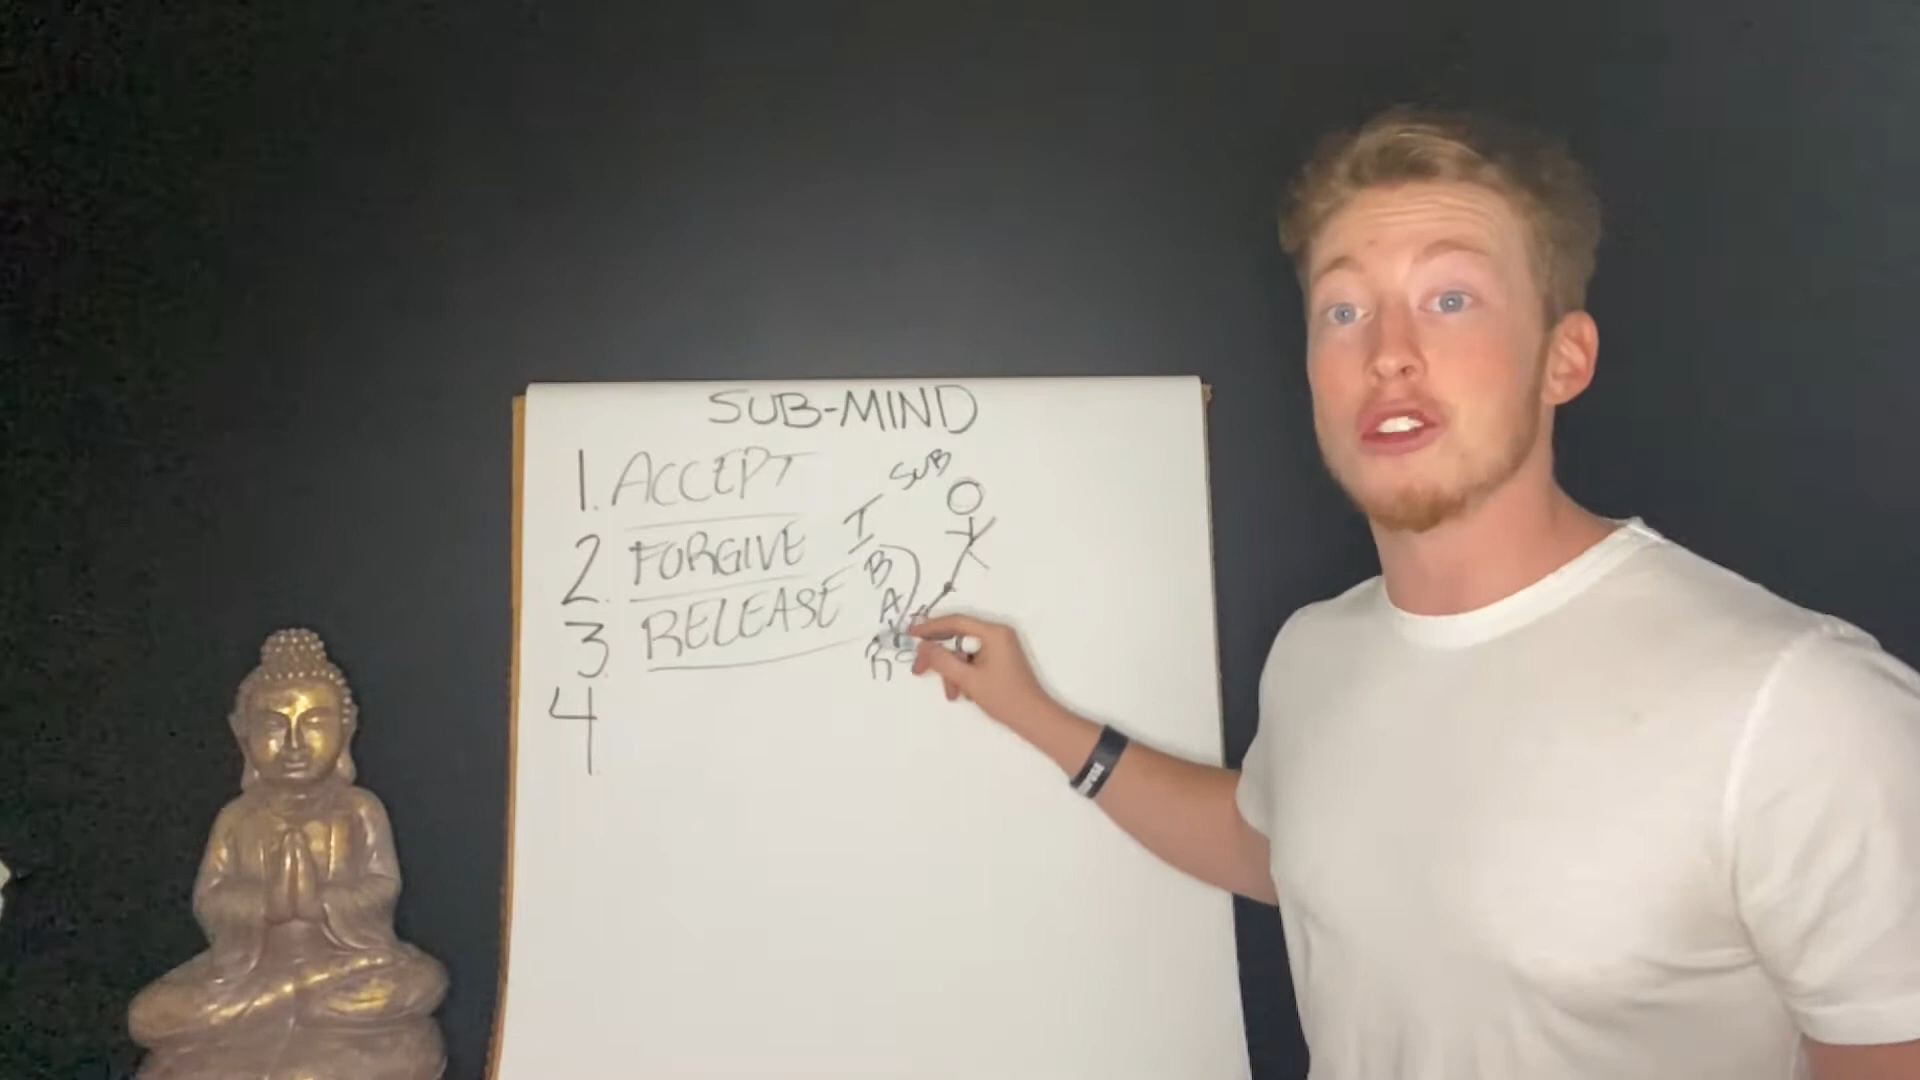 SUB-MIND
1. ACCEPT
SUB
2. FORGIVE
I
3. RELEASE
B
A
R
4